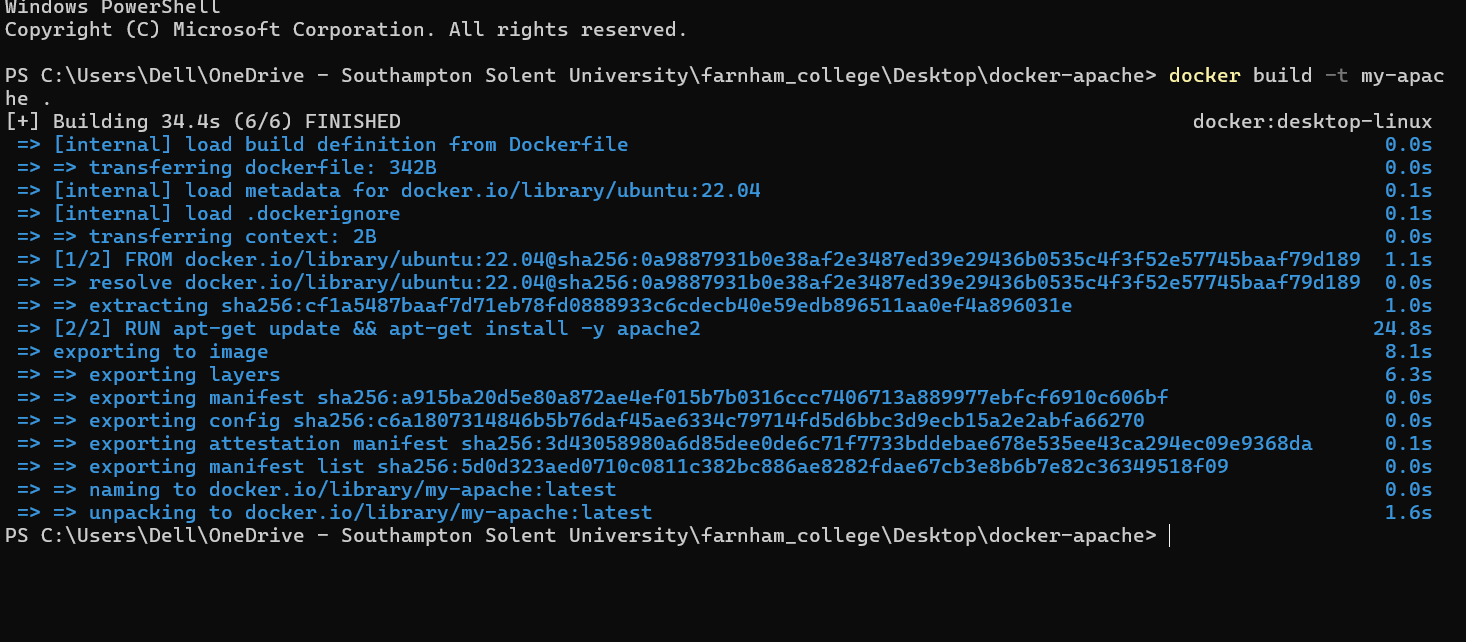 Windows PowerShell
Copyright (C) Microsoft Corporation. All rights reserved.
PS C:\Users\Dell\OneDrive - Southampton Solent University\farnham_college\Desktop\docker-apache> docker build -t my-apac
he .
[+] Building 34.4s (6/6) FINISHED docker:desktop-linux
=> [internal] load build definition from Dockerfile 0.0s
=> => transferring dockerfile: 342B 0.0s
=> [internal] load metadata for docker.io/library/ubuntu:22.04 0.1s
=> [internal] load .dockerignore 0.1s
=> => transferring context: 2B 0.0s
=> [1/2] FROM docker.io/library/ubuntu:22.04@sha256:0a9887931b0e38af2e3487ed39e29436b0535c4f3f52e57745baaf79d189 1.1s
=> => resolve docker.io/library/ubuntu:22.04@sha256:0a9887931b0e38af2e3487ed39e29436b0535c4f3f52e57745baaf79d189 0.0s
=> => extracting sha256:cf1a5487baaf7d71eb78fd0888933c6cdecb40e59edb896511aa0ef4a896031e 1.0s
=> [2/2] RUN apt-get update && apt-get install -y apache2 24.8s
=> exporting to image 8.1s
=> => exporting layers 6.3s
=> => exporting manifest sha256:a915ba20d5e80a872ae4ef015b7b0316ccc7406713a889977ebfcf6910c606bf 0.0s
=> => exporting config sha256:c6a1807314846b5b76daf45ae6334c79714fd5d6bbc3d9ecb15a2e2abfa66270 0.0s
=> => exporting attestation manifest sha256:3d43058980a6d85dee0de6c71f7733bddebae678e535ee43ca294ec09e9368da 0.1s
=> => exporting manifest list sha256:5d0d323aed0710c0811c382bc886ae8282fdae67cb3e8b6b7e82c36349518f09 0.0s
=> => naming to docker.io/library/my-apache:latest 0.0s
=> => unpacking to docker.io/library/my-apache:latest 1.6s
PS C:\Users\Dell\OneDrive - Southampton Solent University\farnham_college\Desktop\docker-apache>